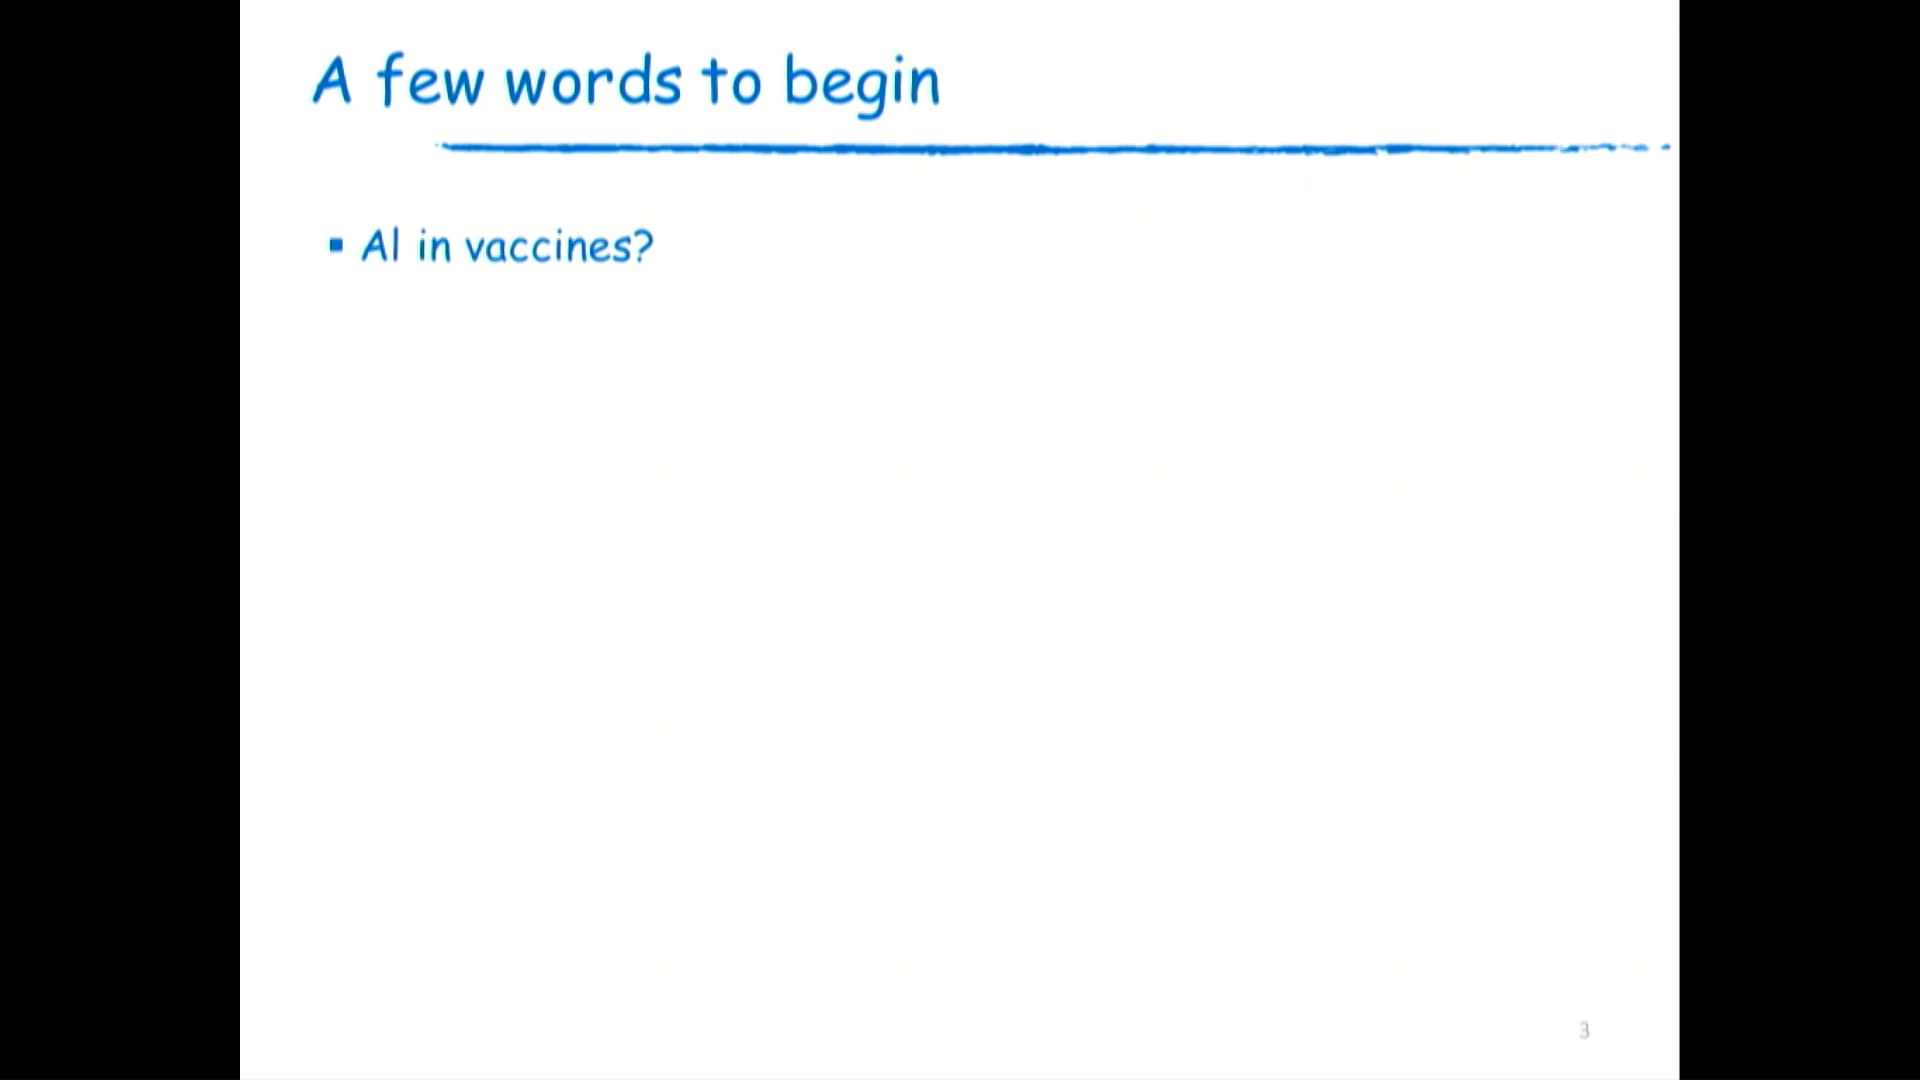 A few words to begin
▪ Al in vaccines?
3